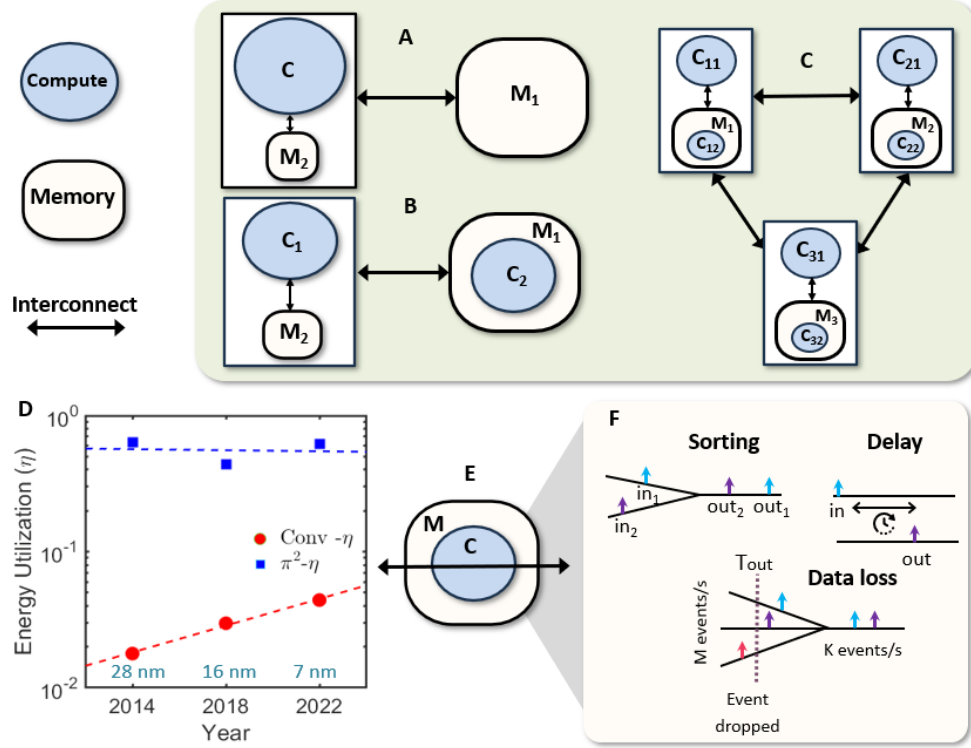 Compute
Memory
Interconnect
A
C
M₂
M₁
B
C₁
M₂
M₁
C₂
C
C₁₁
M₁
C₁₂
C₂₁
M₂
C₂₂
C₃₁
M₃
C₃₂
D
Energy Utilization (η)
10⁰
10⁻¹
10⁻²
Conv -η
π²-η
28 nm
16 nm
7 nm
2014
2018
2022
Year
E
M
C
F
Sorting
in₁
in₂
out₂
out₁
Delay
in
out
Data loss
Tout
M events/s
K events/s
Event
dropped